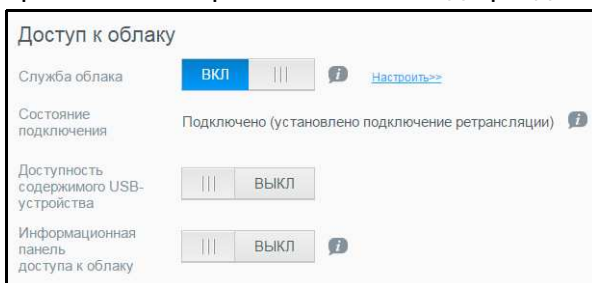 Доступ к облаку
Служба облака ВКЛ Настроить>>
Состояние
подключения
Подключено (установлено подключение ретрансляции)
Доступность
содержимого USB-
устройства
ВЫКЛ
Информационная
панель
доступа к облаку
ВЫКЛ